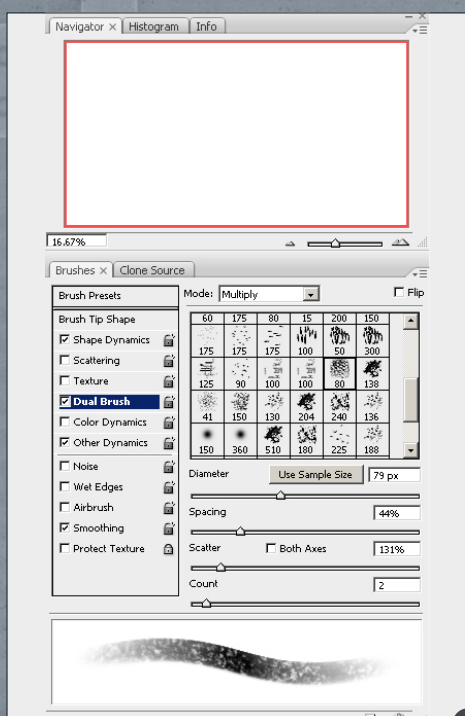 Navigator × Histogram Info
16.67%
Brushes × Clone Source
Brush Presets
Mode: Multiply Flip
Brush Tip Shape
Shape Dynamics
Scattering
Texture
Dual Brush
Color Dynamics
Other Dynamics
Noise
Wet Edges
Airbrush
Smoothing
Protect Texture
60 175 80 15 200 150
175 175 175 100 50 300
125 90 100 100 80 138
41 150 130 204 240 136
150 360 510 180 225 188
Diameter Use Sample Size 79 px
Spacing 44%
Scatter Both Axes 131%
Count 2